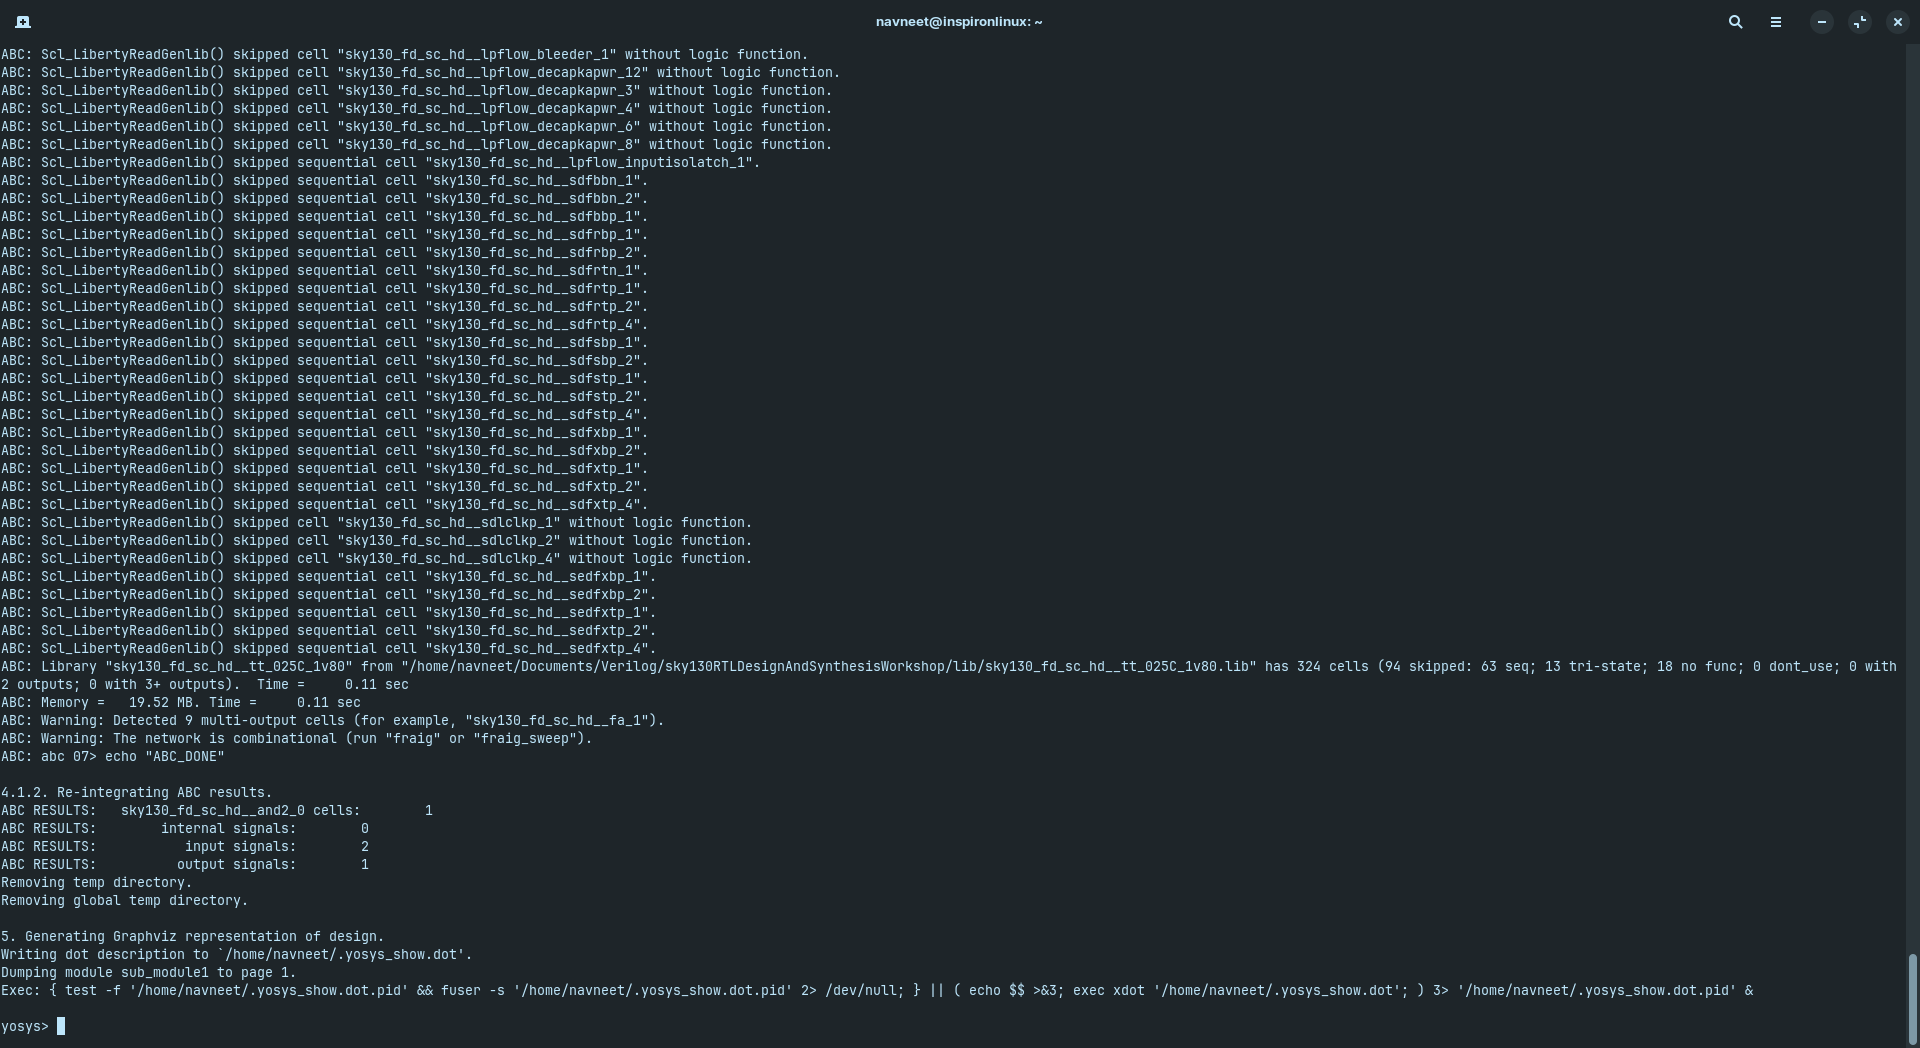 navneet@inspironlinux: ~
ABC: Scl_LibertyReadGenlib() skipped cell "sky130_fd_sc_hd__lpflow_bleeder_1" without logic function.
ABC: Scl_LibertyReadGenlib() skipped cell "sky130_fd_sc_hd__lpflow_decapkapwr_12" without logic function.
ABC: Scl_LibertyReadGenlib() skipped cell "sky130_fd_sc_hd__lpflow_decapkapwr_3" without logic function.
ABC: Scl_LibertyReadGenlib() skipped cell "sky130_fd_sc_hd__lpflow_decapkapwr_4" without logic function.
ABC: Scl_LibertyReadGenlib() skipped cell "sky130_fd_sc_hd__lpflow_decapkapwr_6" without logic function.
ABC: Scl_LibertyReadGenlib() skipped cell "sky130_fd_sc_hd__lpflow_decapkapwr_8" without logic function.
ABC: Scl_LibertyReadGenlib() skipped sequential cell "sky130_fd_sc_hd__lpflow_inputisolatch_1".
ABC: Scl_LibertyReadGenlib() skipped sequential cell "sky130_fd_sc_hd__sdfbbn_1".
ABC: Scl_LibertyReadGenlib() skipped sequential cell "sky130_fd_sc_hd__sdfbbn_2".
ABC: Scl_LibertyReadGenlib() skipped sequential cell "sky130_fd_sc_hd__sdfbbp_1".
ABC: Scl_LibertyReadGenlib() skipped sequential cell "sky130_fd_sc_hd__sdfrbp_1".
ABC: Scl_LibertyReadGenlib() skipped sequential cell "sky130_fd_sc_hd__sdfrbp_2".
ABC: Scl_LibertyReadGenlib() skipped sequential cell "sky130_fd_sc_hd__sdfrtn_1".
ABC: Scl_LibertyReadGenlib() skipped sequential cell "sky130_fd_sc_hd__sdfrtp_1".
ABC: Scl_LibertyReadGenlib() skipped sequential cell "sky130_fd_sc_hd__sdfrtp_2".
ABC: Scl_LibertyReadGenlib() skipped sequential cell "sky130_fd_sc_hd__sdfrtp_4".
ABC: Scl_LibertyReadGenlib() skipped sequential cell "sky130_fd_sc_hd__sdfsbp_1".
ABC: Scl_LibertyReadGenlib() skipped sequential cell "sky130_fd_sc_hd__sdfsbp_2".
ABC: Scl_LibertyReadGenlib() skipped sequential cell "sky130_fd_sc_hd__sdfstp_1".
ABC: Scl_LibertyReadGenlib() skipped sequential cell "sky130_fd_sc_hd__sdfstp_2".
ABC: Scl_LibertyReadGenlib() skipped sequential cell "sky130_fd_sc_hd__sdfstp_4".
ABC: Scl_LibertyReadGenlib() skipped sequential cell "sky130_fd_sc_hd__sdfxbp_1".
ABC: Scl_LibertyReadGenlib() skipped sequential cell "sky130_fd_sc_hd__sdfxbp_2".
ABC: Scl_LibertyReadGenlib() skipped sequential cell "sky130_fd_sc_hd__sdfxtp_1".
ABC: Scl_LibertyReadGenlib() skipped sequential cell "sky130_fd_sc_hd__sdfxtp_2".
ABC: Scl_LibertyReadGenlib() skipped sequential cell "sky130_fd_sc_hd__sdfxtp_4".
ABC: Scl_LibertyReadGenlib() skipped cell "sky130_fd_sc_hd__sdlclkp_1" without logic function.
ABC: Scl_LibertyReadGenlib() skipped cell "sky130_fd_sc_hd__sdlclkp_2" without logic function.
ABC: Scl_LibertyReadGenlib() skipped cell "sky130_fd_sc_hd__sdlclkp_4" without logic function.
ABC: Scl_LibertyReadGenlib() skipped sequential cell "sky130_fd_sc_hd__sedfxbp_1".
ABC: Scl_LibertyReadGenlib() skipped sequential cell "sky130_fd_sc_hd__sedfxbp_2".
ABC: Scl_LibertyReadGenlib() skipped sequential cell "sky130_fd_sc_hd__sedfxtp_1".
ABC: Scl_LibertyReadGenlib() skipped sequential cell "sky130_fd_sc_hd__sedfxtp_2".
ABC: Scl_LibertyReadGenlib() skipped sequential cell "sky130_fd_sc_hd__sedfxtp_4".
ABC: Library "sky130_fd_sc_hd__tt_025C_1v80" from "/home/navneet/Documents/Verilog/sky130RTLDesignAndSynthesisWorkshop/lib/sky130_fd_sc_hd__tt_025C_1v80.lib" has 324 cells (94 skipped: 63 seq; 13 tri-state; 18 no func; 0 dont_use; 0 with
2 outputs; 0 with 3+ outputs).  Time =     0.11 sec
ABC: Memory =   19.52 MB. Time =     0.11 sec
ABC: Warning: Detected 9 multi-output cells (for example, "sky130_fd_sc_hd__fa_1").
ABC: Warning: The network is combinational (run "fraig" or "fraig_sweep").
ABC: abc 07> echo "ABC_DONE"
4.1.2. Re-integrating ABC results.
ABC RESULTS:   sky130_fd_sc_hd__and2_0 cells:        1
ABC RESULTS:        internal signals:        0
ABC RESULTS:           input signals:        2
ABC RESULTS:          output signals:        1
Removing temp directory.
Removing global temp directory.
5. Generating Graphviz representation of design.
Writing dot description to `/home/navneet/.yosys_show.dot'.
Dumping module sub_module1 to page 1.
Exec: { test -f '/home/navneet/.yosys_show.dot.pid' && fuser -s '/home/navneet/.yosys_show.dot.pid' 2> /dev/null; } || ( echo $$ >&3; exec xdot '/home/navneet/.yosys_show.dot'; ) 3> '/home/navneet/.yosys_show.dot.pid' &
yosys>